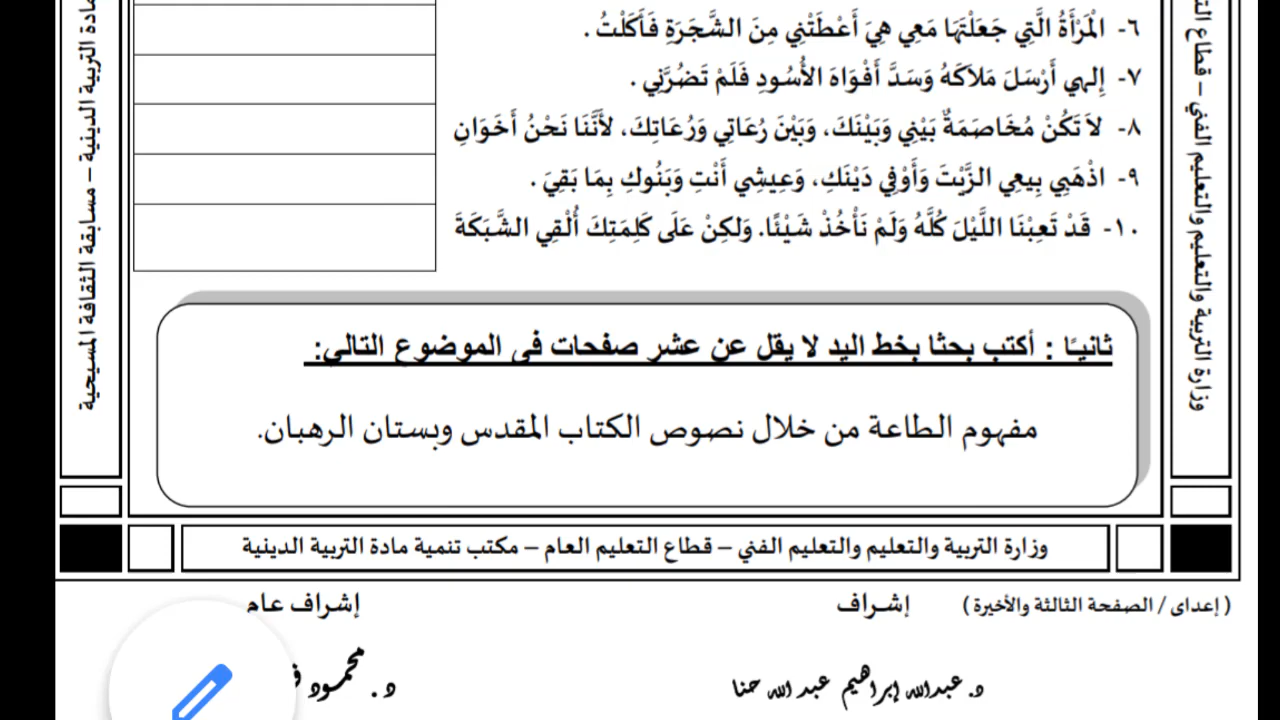 ٦- الْمَرْأَةُ الَّتِي جَعَلْتَهَا مَعِي هِيَ أَعْطَتْنِي مِنَ الشَّجَرَةِ فَأَكَلْتُ .
٧- إِلهِي أَرْسَلَ مَلاَكَهُ وَسَدَّ أَفْوَاهَ الأُسُودِ فَلَمْ تَضُرَّنِي .
٨- لاَ تَكُنْ مُخَاصَمَةٌ بَيْنِي وَبَيْنَكَ، وَبَيْنَ رُعَاتِي وَرُعَاتِكَ، لأَنَّنَا نَحْنُ أَخَوَانِ
٩- اذْهَبِي بِيعِي الزَّيْتَ وَأَوْفِي دَيْنَكِ، وَعِيشِي أَنْتِ وَبَنُوكِ بِمَا بَقِيَ .
١٠- قَدْ تَعِبْنَا اللَّيْلَ كُلَّهُ وَلَمْ نَأْخُذْ شَيْئًا. وَلكِنْ عَلَى كَلِمَتِكَ أُلْقِي الشَّبَكَةَ
ثانيًا : أكتب بحثا بخط اليد لا يقل عن عشر صفحات فى الموضوع التالي:
مفهوم الطاعة من خلال نصوص الكتاب المقدس وبستان الرهبان.
وزارة التربية والتعليم والتعليم الفني – قطاع التعليم العام – مكتب تنمية مادة التربية الدينية
( إعدای / الصفحة الثالثة والأخيرة )
إشراف
إشراف عام
د. عبدالله إبراهيم عبد الله حنا
د . محمود
وزارة التربية والتعليم والتعليم الفني – قطاع الت
مادة التربية الدينية – مسابقة الثقافة المسيحية